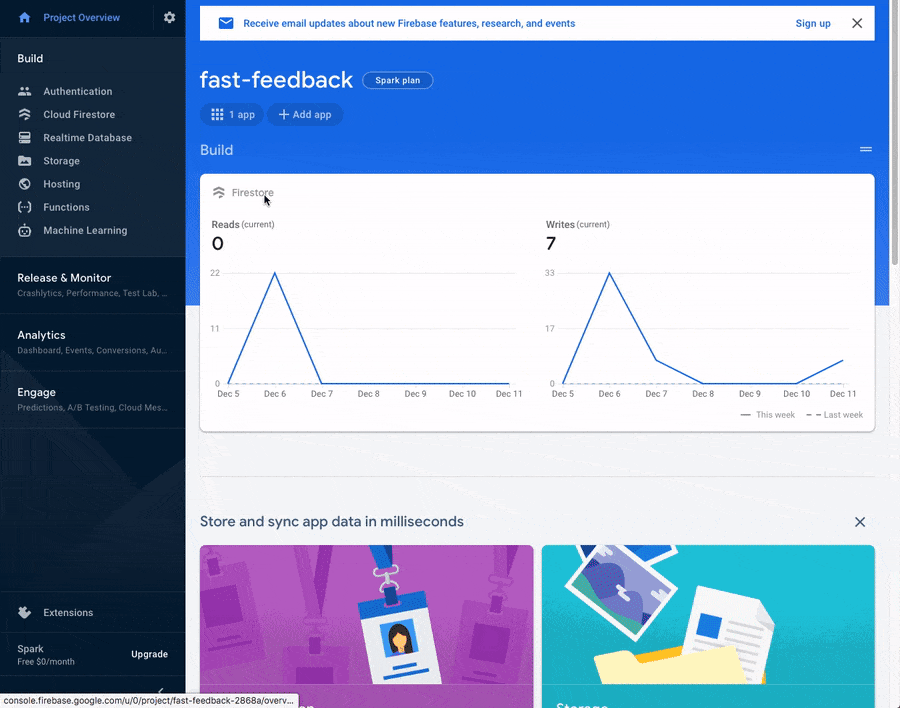 Project Overview
Build
Authentication
Cloud Firestore
Realtime Database
Storage
Hosting
Functions
Machine Learning
Release & Monitor
Crashlytics, Performance, Test Lab, ...
Analytics
Dashboard, Events, Conversions, Au...
Engage
Predictions, A/B Testing, Cloud Mes...
Extensions
Spark
Free $0/month
Upgrade
console.firebase.google.com/u/0/project/fast-feedback-2868a/overv...
Receive email updates about new Firebase features, research, and events
Sign up
fast-feedback
Spark plan
1 app
Add app
Build
Firestore
Reads (current)
0
22
11
0
Dec 5 Dec 6 Dec 7 Dec 8 Dec 9 Dec 10 Dec 11
Writes (current)
7
33
17
0
Dec 5 Dec 6 Dec 7 Dec 8 Dec 9 Dec 10 Dec 11
This week
Last week
Store and sync app data in milliseconds
Storage